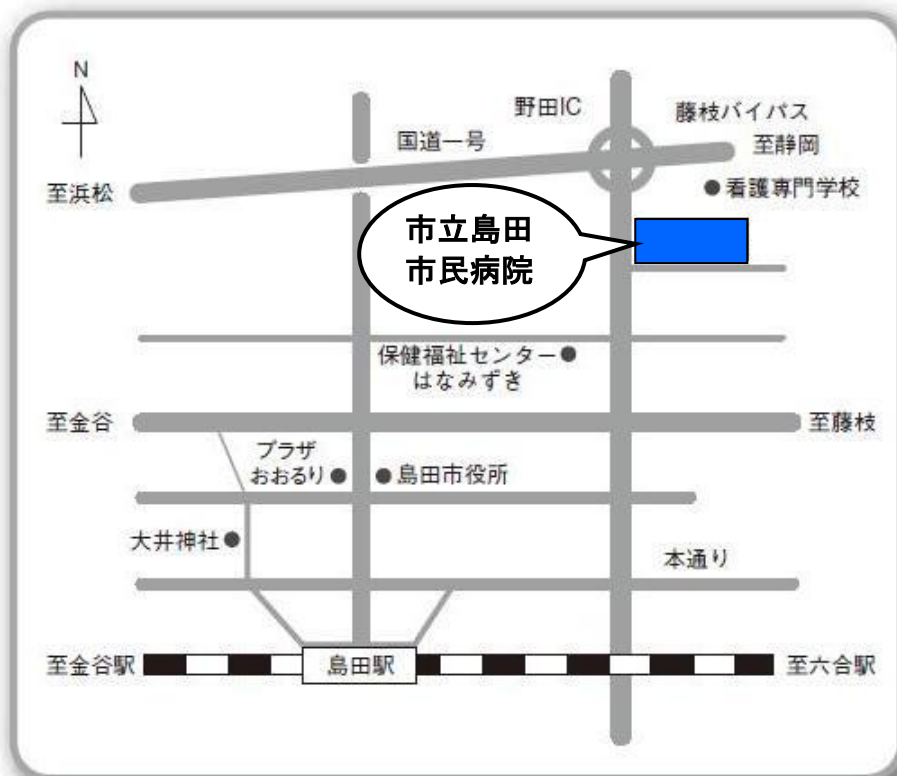 N
野田IC
藤枝バイパス
国道一号
至静岡
至浜松
看護専門学校
市立島田
市民病院
保健福祉センター
はなみずき
至金谷
至藤枝
プラザ
おおるり
島田市役所
大井神社
本通り
至金谷駅
島田駅
至六合駅